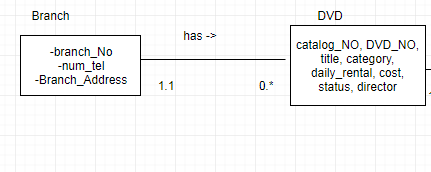 Branch
DVD
has ->
-branch_No
-num_tel
-Branch_Address
catalog_NO, DVD_NO,
title, category,
daily_rental, cost,
status, director
1.1
0.*